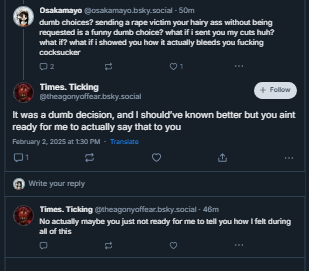 Osakamayo @osakamayo.bsky.social · 50m
dumb choices? sending a rape victim your hairy ass without being
requested is a funny dumb choice? what if i sent you my cuts huh?
what if? what if i showed you how it actually bleeds you fucking
cocksucker
2 1 ...
Times. Ticking
@theagonyoffear.bsky.social
+ Follow
It was a dumb decision, and I should've known better but you aint
ready for me to actually say that to you
February 2, 2025 at 1:30 PM · Translate
1 ...
Write your reply
Times. Ticking @theagonyoffear.bsky.social · 46m
No actually maybe you just not ready for me to tell you how I felt during
all of this
...